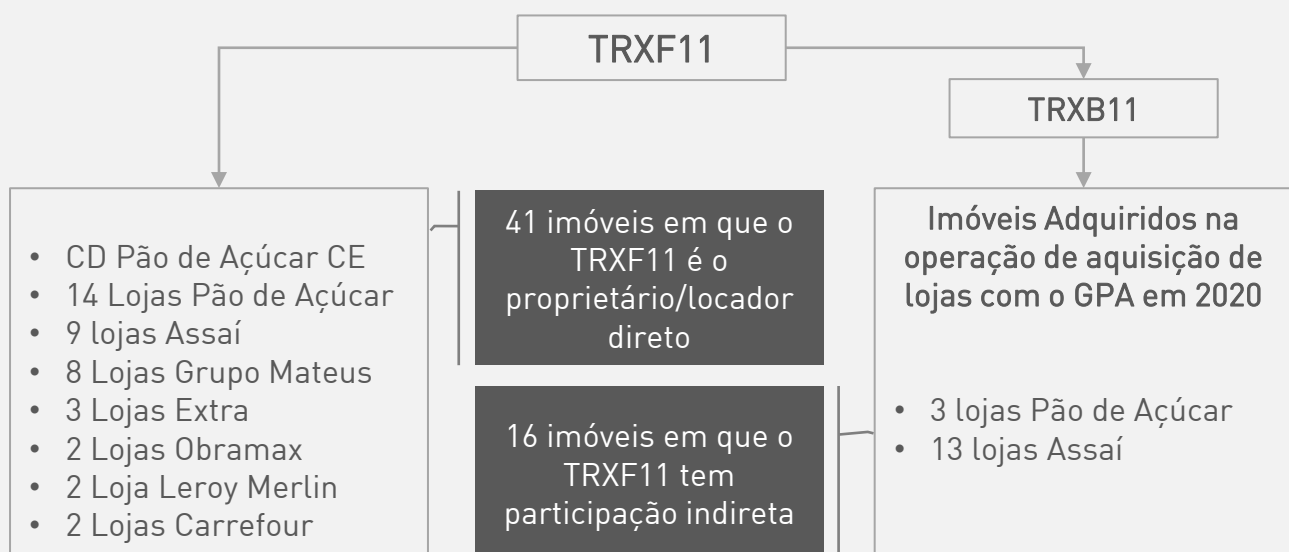 TRXF11
TRXB11
• CD Pão de Açúcar CE
• 14 Lojas Pão de Açúcar
• 9 lojas Assaí
• 8 Lojas Grupo Mateus
• 3 Lojas Extra
• 2 Lojas Obramax
• 2 Loja Leroy Merlin
• 2 Lojas Carrefour
41 imóveis em que o
TRXF11 é o
proprietário/locador
direto
16 imóveis em que o
TRXF11 tem
participação indireta
Imóveis Adquiridos na
operação de aquisição de
lojas com o GPA em 2020
• 3 lojas Pão de Açúcar
• 13 lojas Assaí